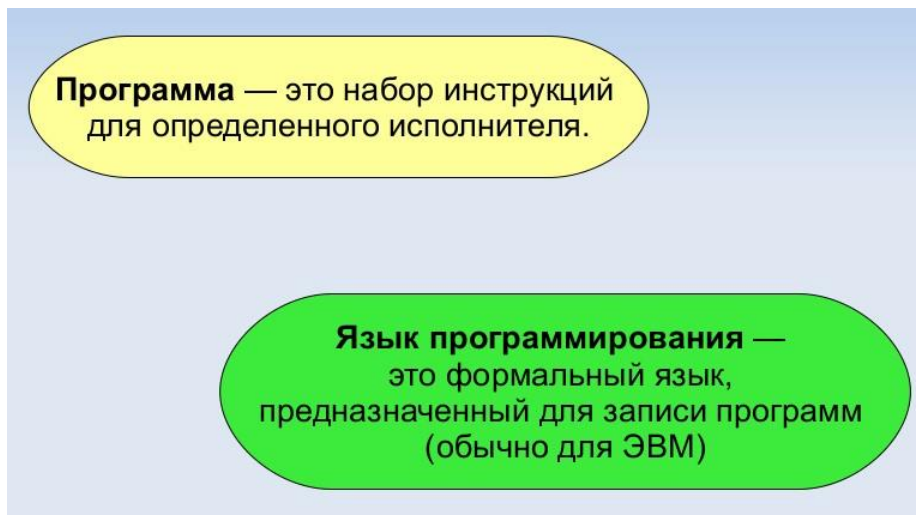 Программа — это набор инструкций
для определенного исполнителя.
Язык программирования —
это формальный язык,
предназначенный для записи программ
(обычно для ЭВМ)